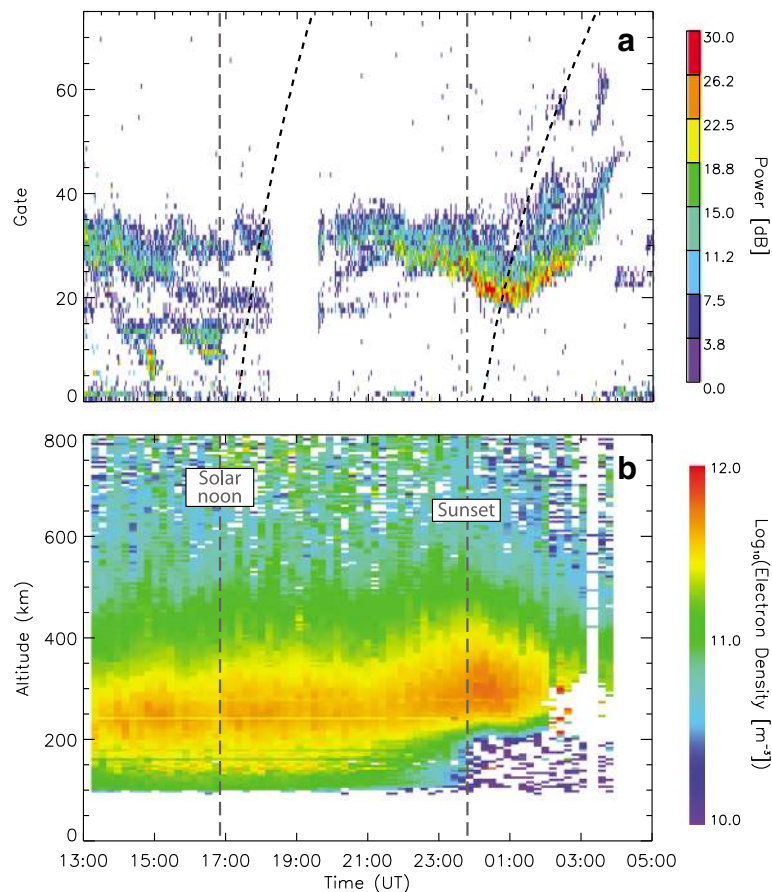 a
60
40
20
0
Gate
30.0
26.2
22.5
18.8
15.0
11.2
7.5
3.8
0.0
Power [dB]
b
800
600
400
200
0
Altitude (km)
Solar
noon
Sunset
12.0
11.0
10.0
Log₁₀(Electron Density [m⁻³])
13:00 15:00 17:00 19:00 21:00 23:00 01:00 03:00 05:00
Time (UT)